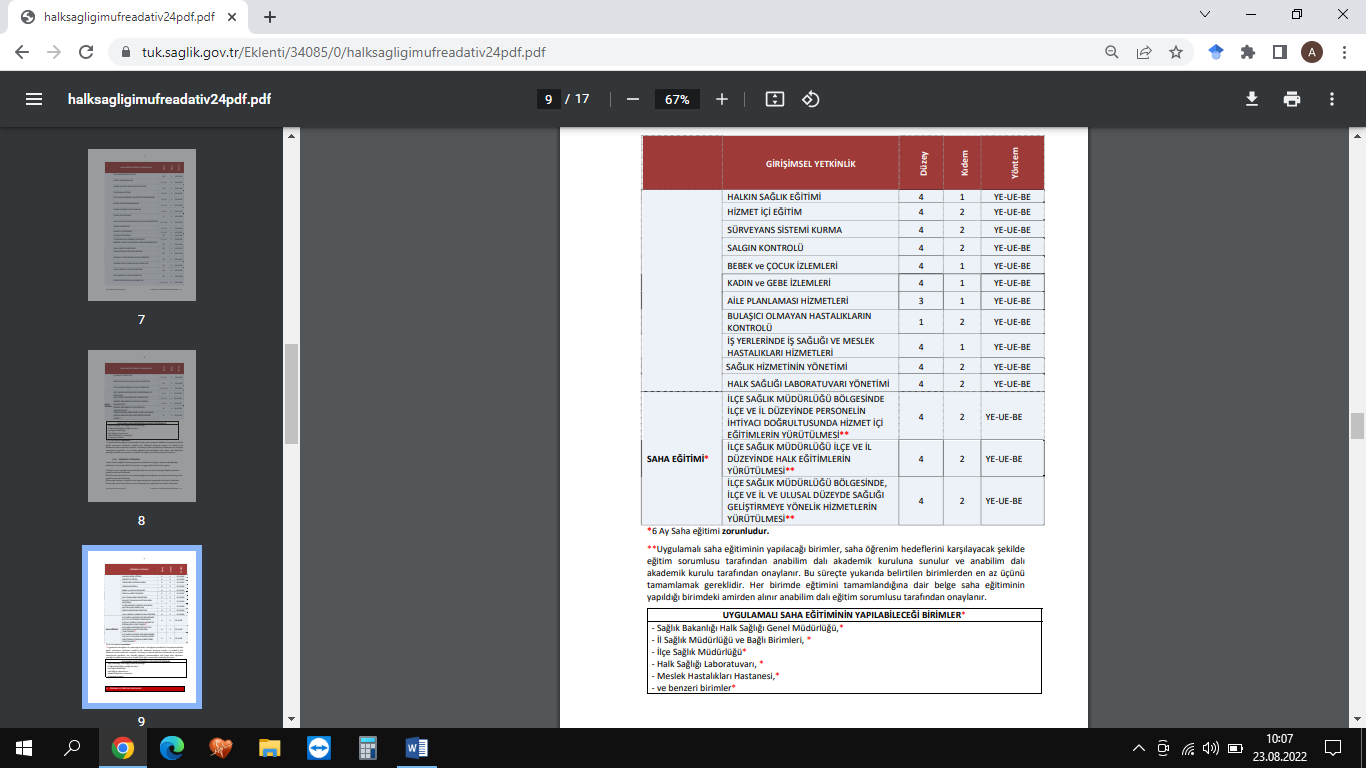 halksagligimufreadativ24pdf.pdf
tuk.saglik.gov.tr/Eklenti/34085/0/halksagligimufreadativ24pdf.pdf
A
halksagligimufreadativ24pdf.pdf
9 / 17
67%
7
8
9
GİRİŞİMSEL YETKİNLİK Düzey Kıdem Yöntem
HALKIN SAĞLIK EĞİTİMİ 4 1 YE-UE-BE
HİZMET İÇİ EĞİTİM 4 2 YE-UE-BE
SÜRVEYANS SİSTEMİ KURMA 4 2 YE-UE-BE
SALGIN KONTROLÜ 4 2 YE-UE-BE
BEBEK ve ÇOCUK İZLEMLERİ 4 1 YE-UE-BE
KADIN ve GEBE İZLEMLERİ 4 1 YE-UE-BE
AİLE PLANLAMASI HİZMETLERİ 3 1 YE-UE-BE
BULAŞICI OLMAYAN HASTALIKLARIN
KONTROLÜ 1 2 YE-UE-BE
İŞ YERLERİNDE İŞ SAĞLIĞI VE MESLEK
HASTALIKLARI HİZMETLERİ 4 1 YE-UE-BE
SAĞLIK HİZMETİNİN YÖNETİMİ 4 2 YE-UE-BE
HALK SAĞLIĞI LABORATUVARI YÖNETİMİ 4 2 YE-UE-BE
SAHA EĞİTİMİ*
İLÇE SAĞLIK MÜDÜRLÜĞÜ BÖLGESİNDE
İLÇE VE İL DÜZEYİNDE PERSONELİN
İHTİYACI DOĞRULTUSUNDA HİZMET İÇİ
EĞİTİMLERİN YÜRÜTÜLMESİ** 4 2 YE-UE-BE
İLÇE SAĞLIK MÜDÜRLÜĞÜ İLÇE VE İL
DÜZEYİNDE HALK EĞİTİMLERİN
YÜRÜTÜLMESİ** 4 2 YE-UE-BE
İLÇE SAĞLIK MÜDÜRLÜĞÜ BÖLGESİNDE,
İLÇE VE İL VE ULUSAL DÜZEYDE SAĞLIĞI
GELİŞTİRMEYE YÖNELİK HİZMETLERİN
YÜRÜTÜLMESİ** 4 2 YE-UE-BE
*6 Ay Saha eğitimi zorunludur.
**Uygulamalı saha eğitiminin yapılacağı birimler, saha öğrenim hedeflerini karşılayacak şekilde
eğitim sorumlusu tarafından anabilim dalı akademik kuruluna sunulur ve anabilim dalı
akademik kurulu tarafından onaylanır. Bu süreçte yukarıda belirtilen birimlerden en az üçünü
tamamlamak gereklidir. Her birimde eğitimini tamamlandığına dair belge saha eğitiminin
yapıldığı birimdeki amirden alınır anabilim dalı eğitim sorumlusu tarafından onaylanır.
UYGULAMALI SAHA EĞİTİMİNİN YAPILABİLECEĞİ BİRİMLER*
- Sağlık Bakanlığı Halk Sağlığı Genel Müdürlüğü,*
- İl Sağlık Müdürlüğü ve Bağlı Birimleri, *
- İlçe Sağlık Müdürlüğü*
- Halk Sağlığı Laboratuvarı, *
- Meslek Hastalıkları Hastanesi,*
- ve benzeri birimler*
10:07
23.08.2022